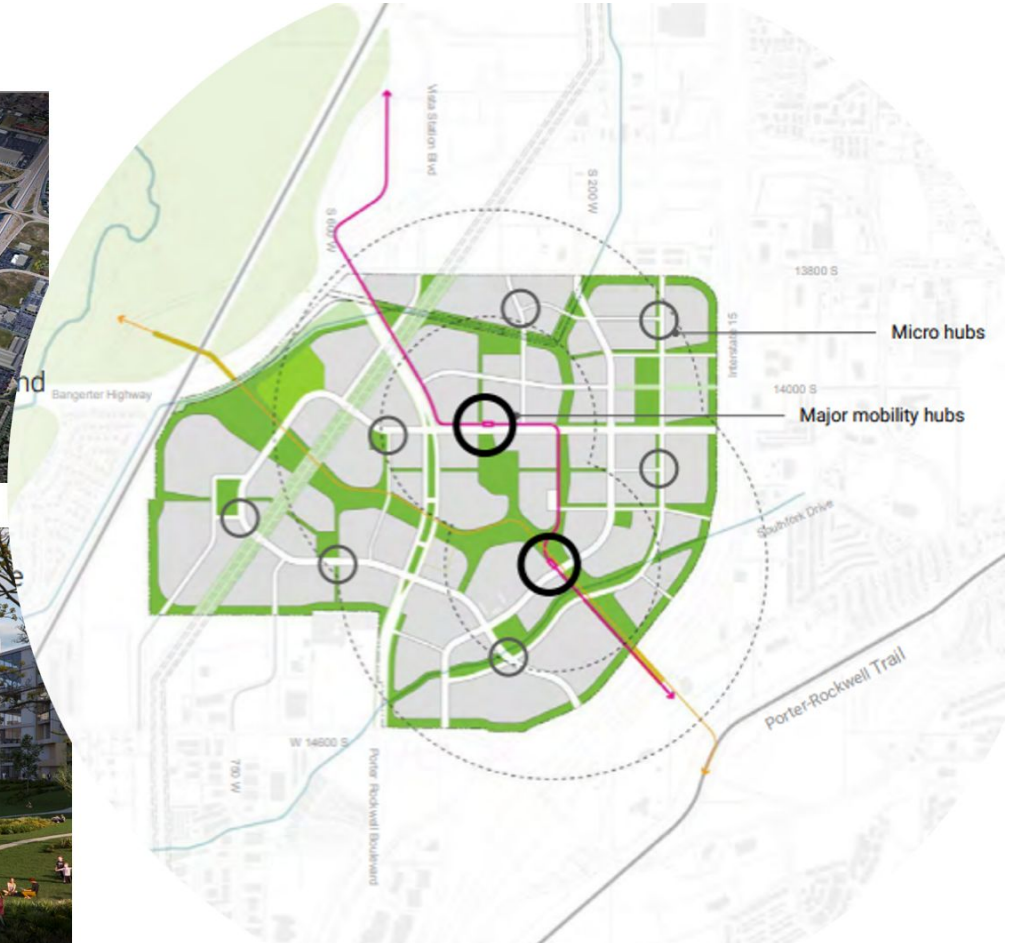 Vista Station Blvd
S 200 W
S 600 W
13800 S
Interstate 15
Micro hubs
nd
Bangerter Highway
14000 S
Major mobility hubs
Southfork Drive
e
Porter-Rockwell Trail
W 14600 S
700 W
Porter Rockwell Boulevard